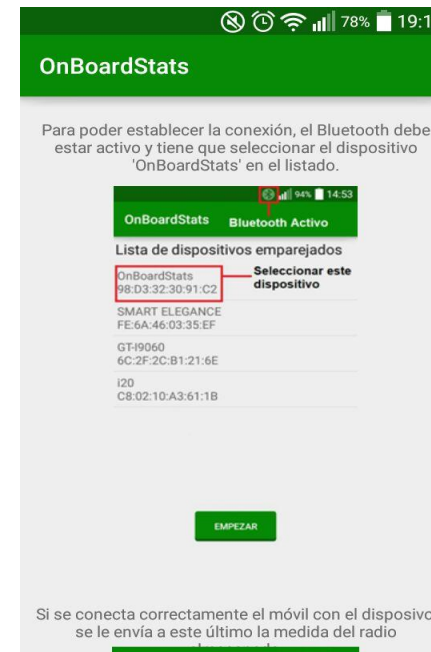 78% 19:1
OnBoardStats
Para poder establecer la conexión, el Bluetooth debe
estar activo y tiene que seleccionar el dispositivo
'OnBoardStats' en el listado.
94% 14:53
OnBoardStats Bluetooth Activo
Lista de dispositivos emparejados
OnBoardStats
98:D3:32:30:91:C2
Seleccionar este
dispositivo
SMART ELEGANCE
FE:6A:46:03:35:EF
GT-I9060
6C:2F:2C:B1:21:6E
i20
C8:02:10:A3:61:1B
EMPEZAR
Si se conecta correctamente el móvil con el disposivo
se le envía a este último la medida del radio